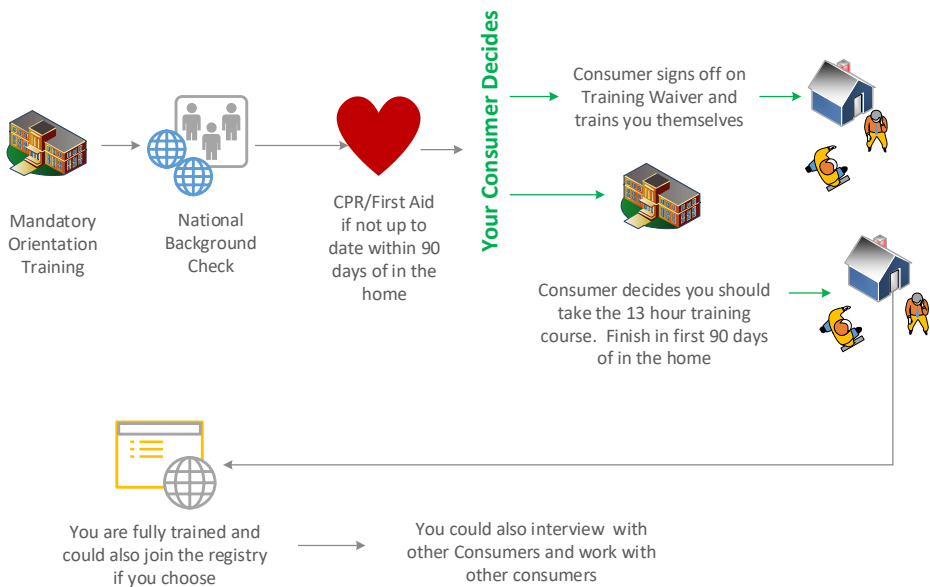 Mandatory
Orientation
Training
National
Background
Check
CPR/First Aid
if not up to
date within 90
days of in the
home
Your Consumer Decides
Consumer signs off on
Training Waiver and
trains you themselves
Consumer decides you should
take the 13 hour training
course.  Finish in first 90 days
of in the home
You are fully trained and
could also join the registry
if you choose
You could also interview  with
other Consumers and work with
other consumers